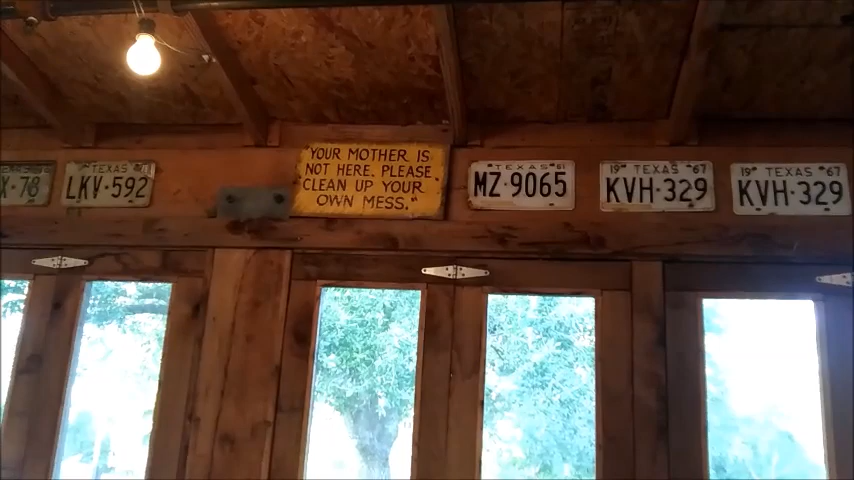 TEXAS
LKV·592
"YOUR MOTHER IS
NOT HERE. PLEASE
CLEAN UP YOUR
OWN MESS."
TEXAS 61
MZ·9065
19 TEXAS 67
KVH·329
19 TEXAS 67
KVH·329